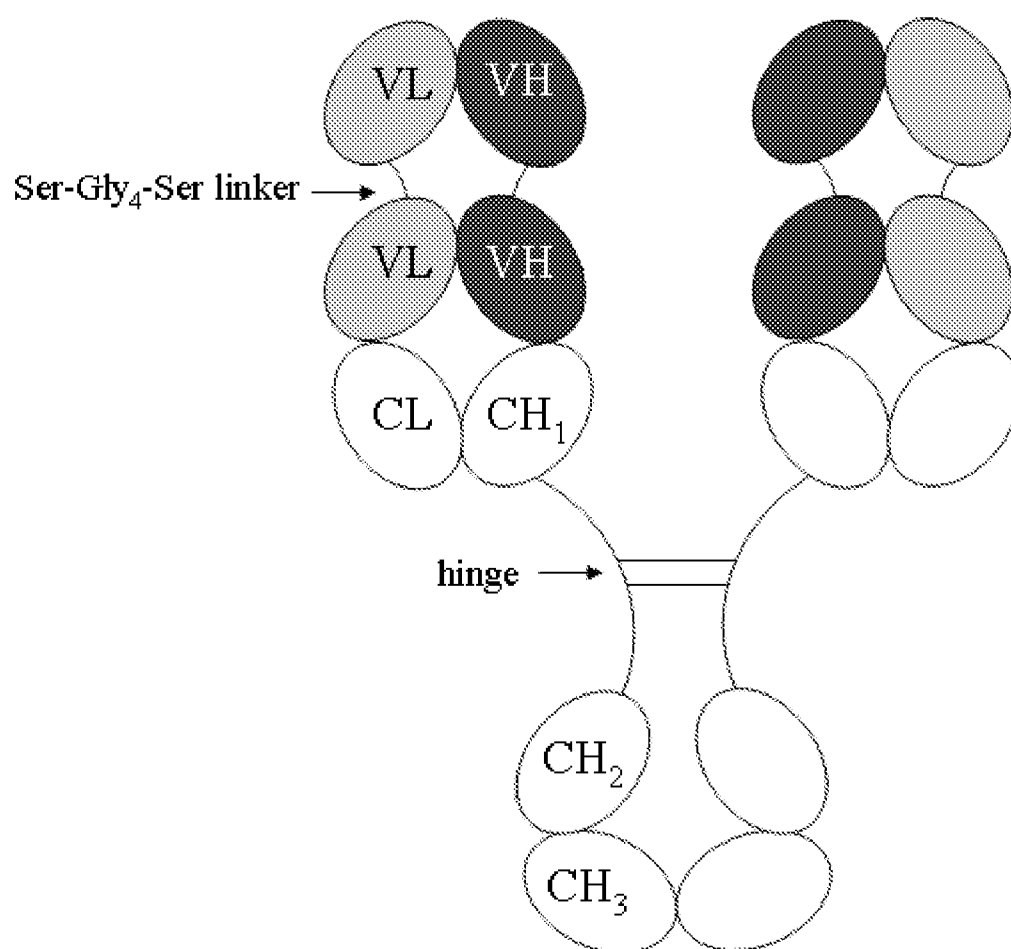 VL VH
Ser-Gly₄-Ser linker
VL VH
CL CH₁
hinge
CH₂
CH₃